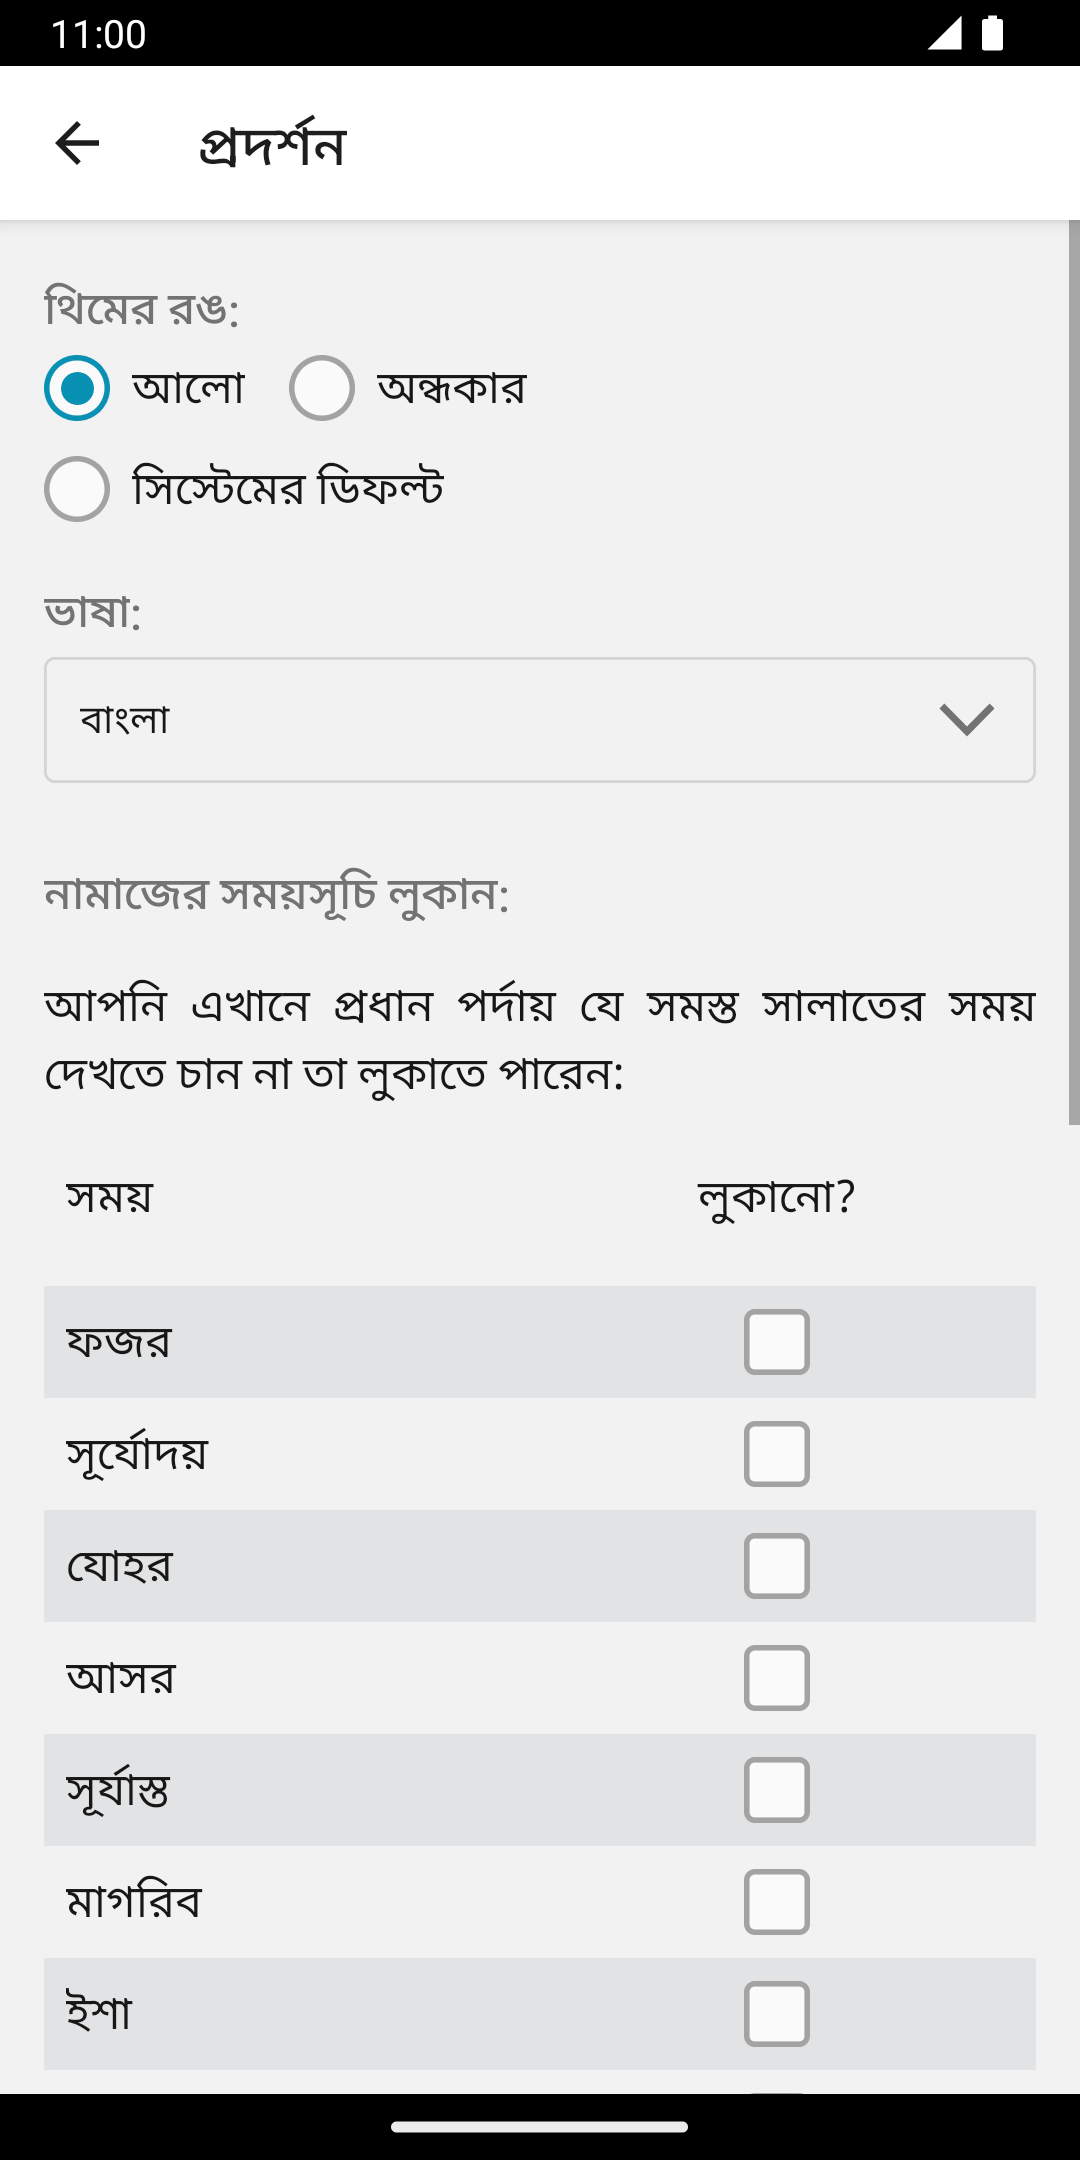 11:00
প্রদর্শন
থিমের রঙ:
আলো অন্ধকার
সিস্টেমের ডিফল্ট
ভাষা:
বাংলা
নামাজের সময়সূচি লুকান:
আপনি এখানে প্রধান পর্দায় যে সমস্ত সালাতের সময়
দেখতে চান না তা লুকাতে পারেন:
সময় লুকানো?
ফজর
সূর্যোদয়
যোহর
আসর
সূর্যাস্ত
মাগরিব
ইশা